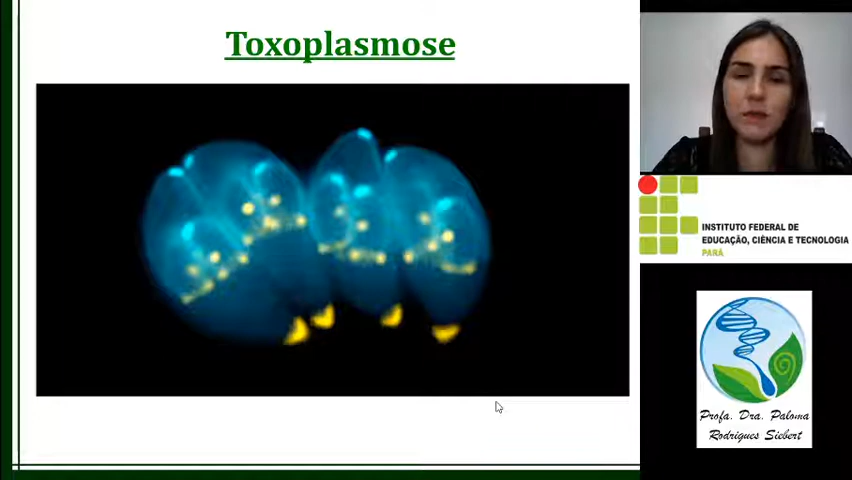 Toxoplasmose
INSTITUTO FEDERAL DE
EDUCAÇÃO, CIÊNCIA E TECNOLOGIA
PARÁ
Profa. Dra. Paloma
Rodrigues Siebert